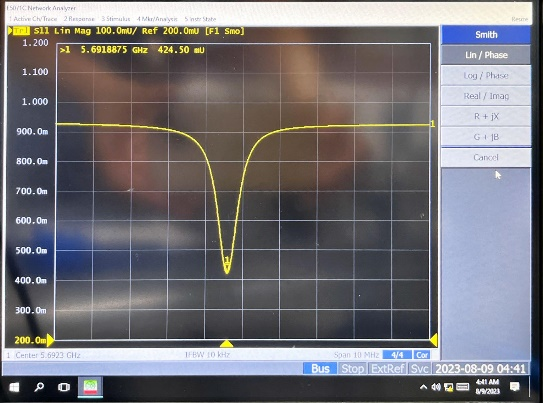 E5071C Network Analyzer
1 Active Ch/Trace 2 Response 3 Stimulus 4 Mkr/Analysis 5 Instr State
Resize
Tr1 S11 Lin Mag 100.0mU/ Ref 200.0mU [F1 Smo]
1.200
>1 5.6918875 GHz 424.50 mU
1.100
1.000
900.0m
800.0m
700.0m
600.0m
500.0m
400.0m
300.0m
200.0m
1
1
Smith
Lin / Phase
Log / Phase
Real / Imag
R + jX
G + jB
Cancel
1 Center 5.6923 GHz IFBW 10 kHz Span 10 MHz 4/4 Cor
Bus Stop ExtRef Svc 2023-08-09 04:41
4:41 AM
8/9/2023